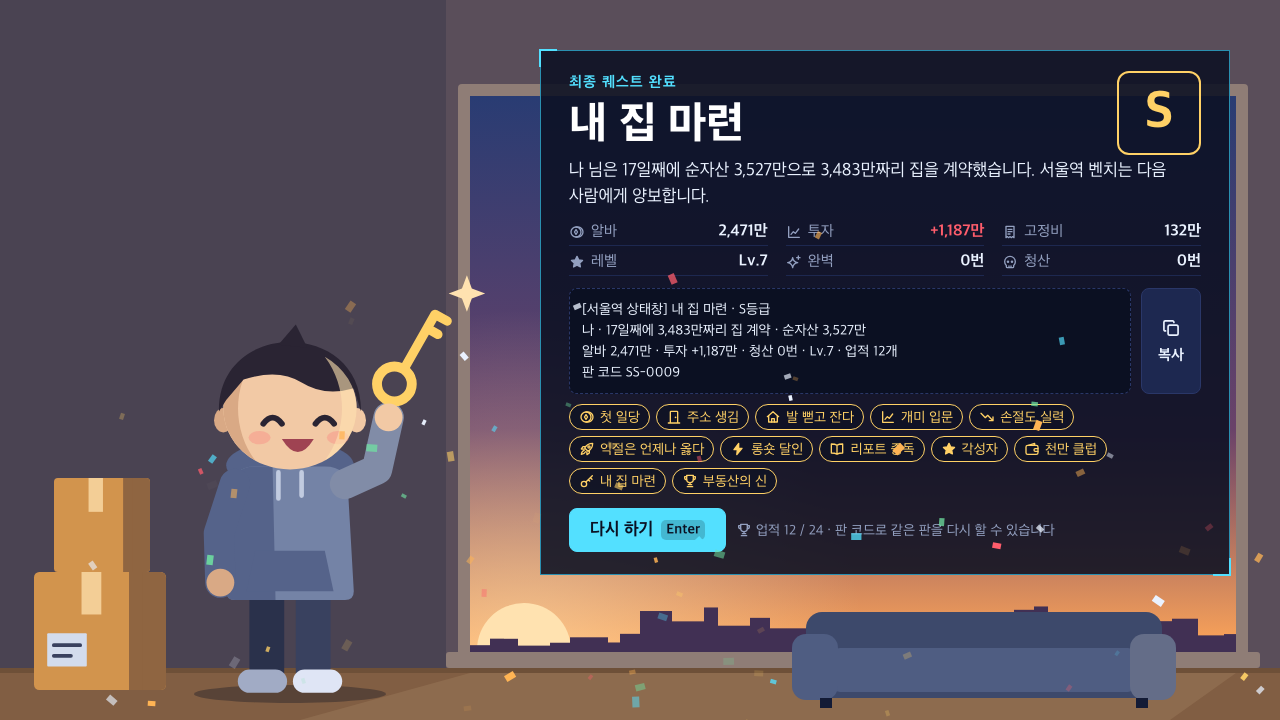 최종 퀘스트 완료
내 집 마련
S
나 님은 17일째에 순자산 3,527만으로 3,483만짜리 집을 계약했습니다. 서울역 벤치는 다음
사람에게 양보합니다.
알바 2,471만 투자 +1,187만 고정비 132만
레벨 Lv.7 완벽 0번 청산 0번
[서울역 상태창] 내 집 마련 · S등급
나 · 17일째에 3,483만짜리 집 계약 · 순자산 3,527만
알바 2,471만 · 투자 +1,187만 · 청산 0번 · Lv.7 · 업적 12개
판 코드 SS-0009
복사
첫 일당 주소 생김 발 뻗고 잔다 개미 입문 손절도 실력
익절은 언제나 옳다 롱숏 달인 리포트 중독 각성자 천만 클럽
내 집 마련 부동산의 신
다시 하기 Enter 업적 12 / 24 · 판 코드로 같은 판을 다시 할 수 있습니다